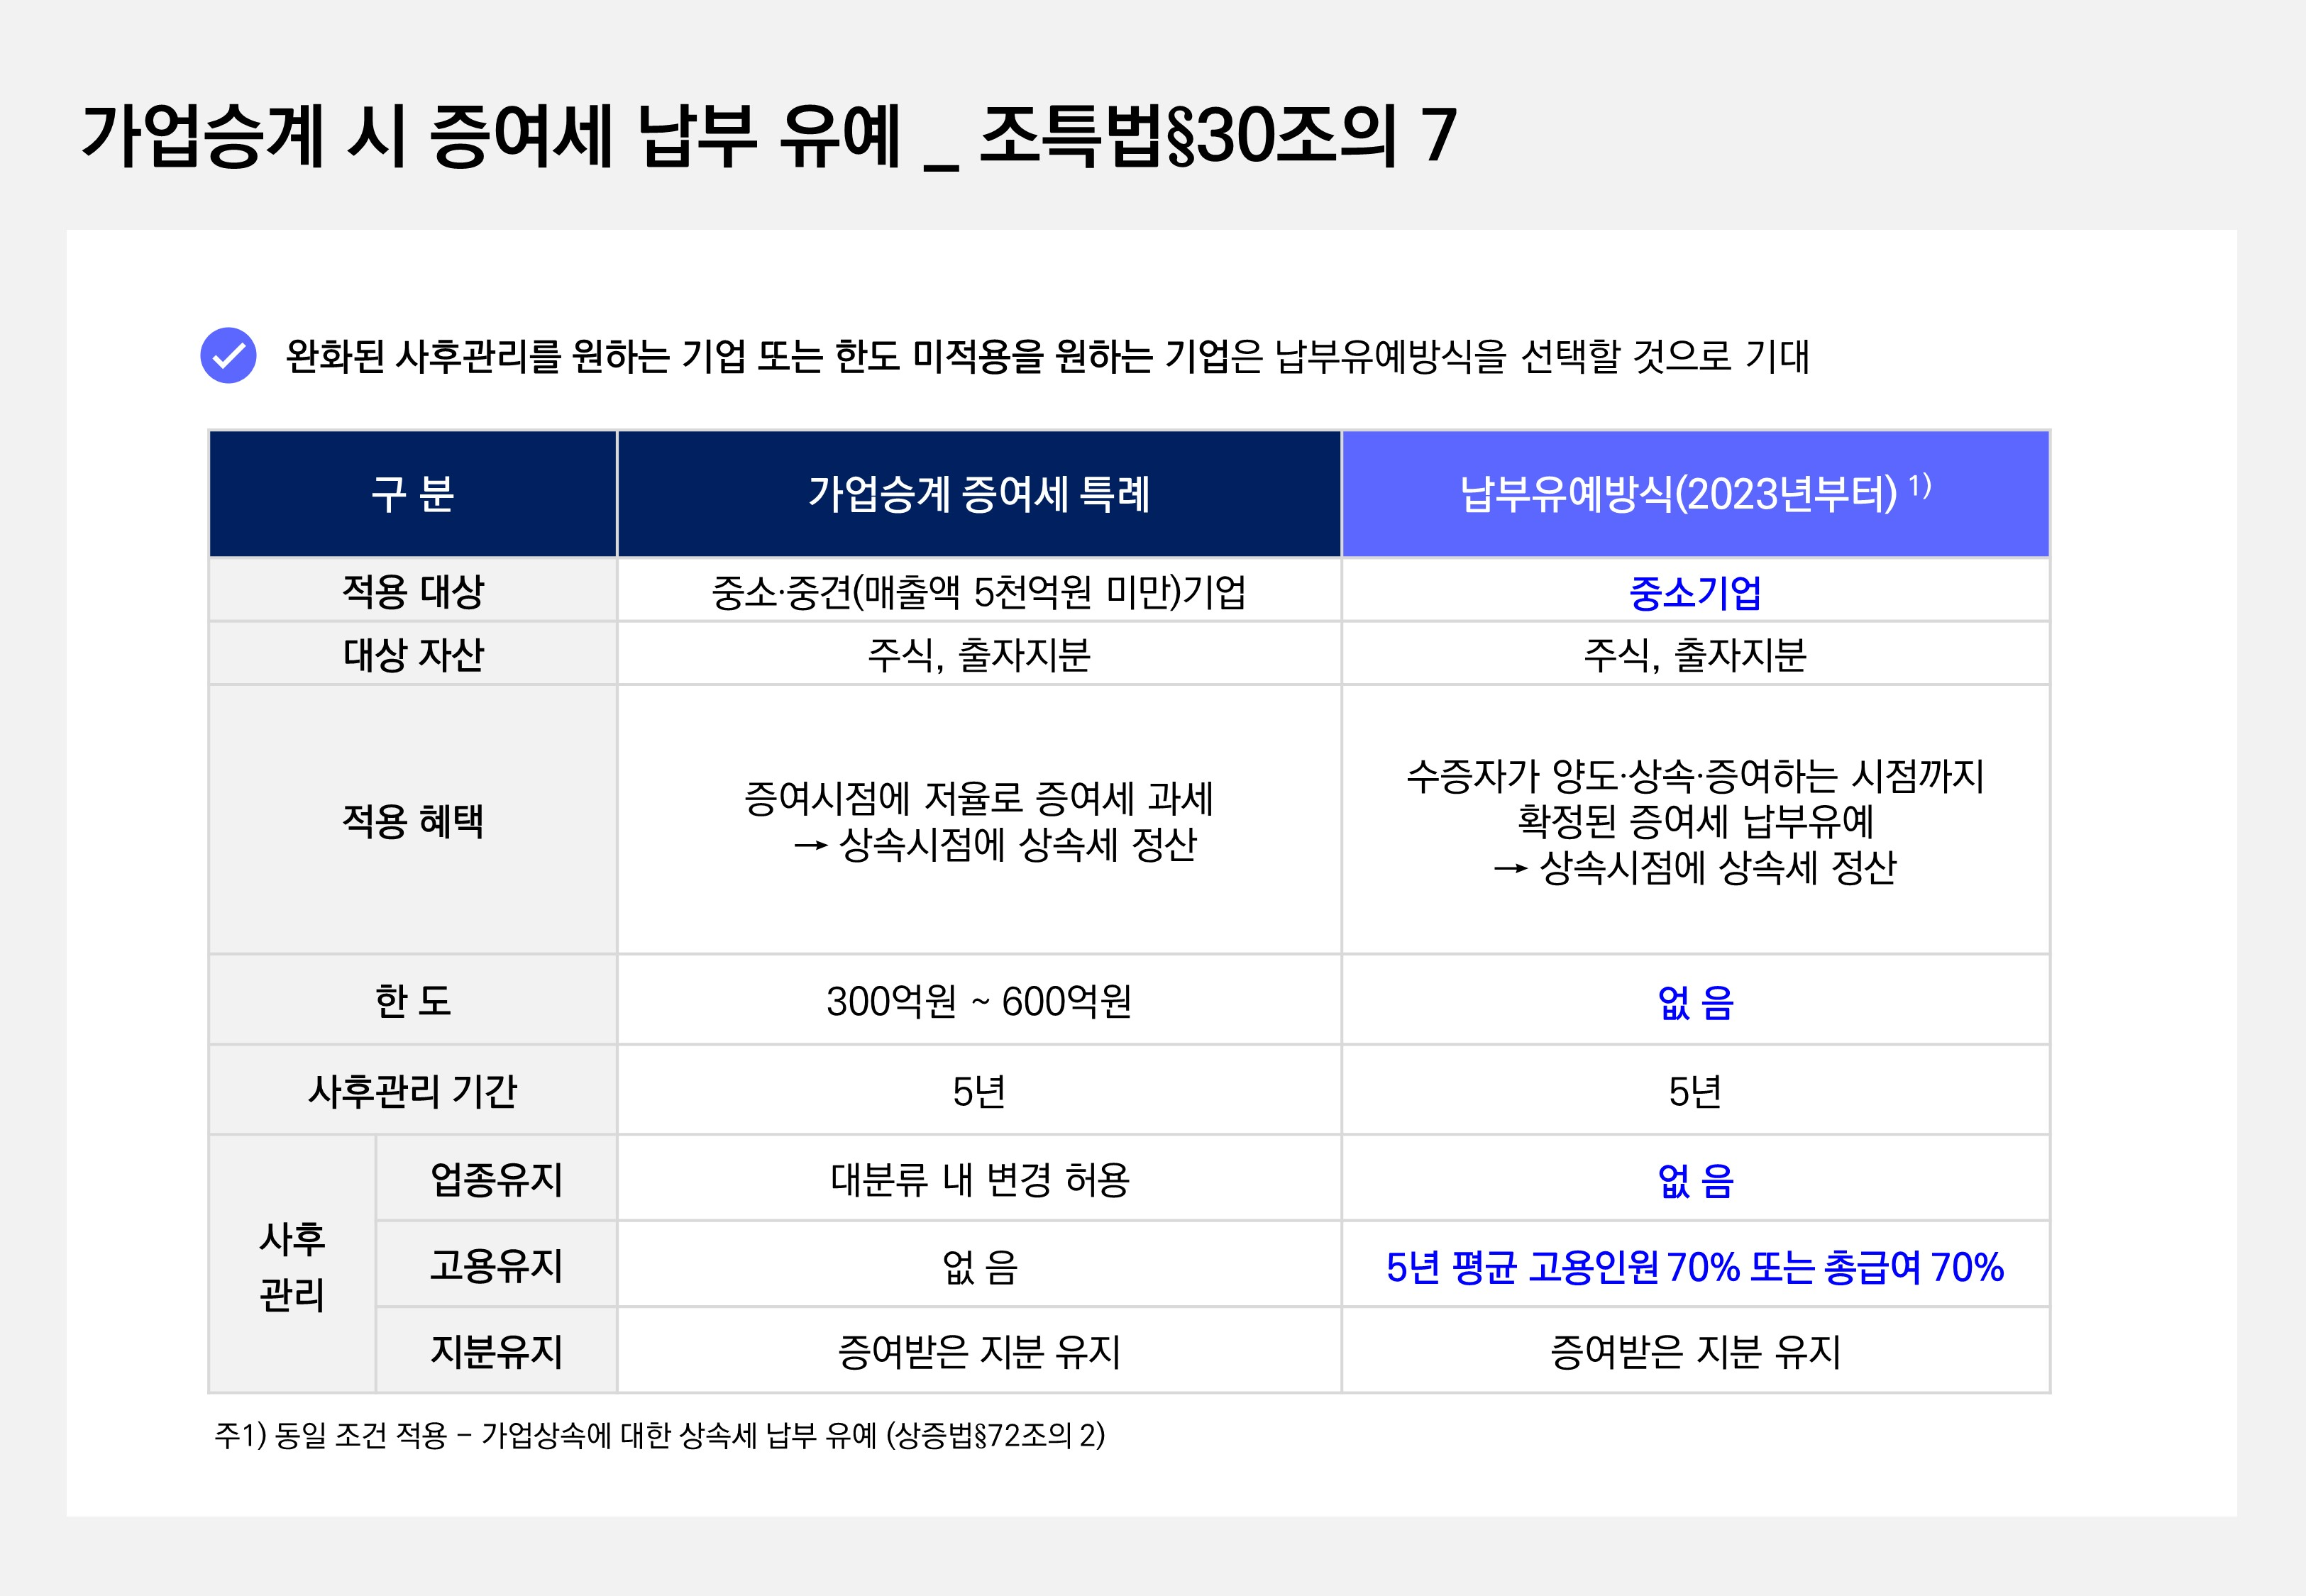 가업승계 시 증여세 납부 유예 _ 조특법§30조의 7
완화된 사후관리를 원하는 기업 또는 한도 미적용을 원하는 기업은 납부유예방식을 선택할 것으로 기대
구 분 가업승계 증여세 특례 납부유예방식(2023년부터) 1)
적용 대상 중소·중견(매출액 5천억원 미만)기업 중소기업
대상 자산 주식, 출자지분 주식, 출자지분
적용 혜택
증여시점에 저율로 증여세 과세
→ 상속시점에 상속세 정산
수증자가 양도·상속·증여하는 시점까지
확정된 증여세 납부유예
→ 상속시점에 상속세 정산
한 도 300억원 ~ 600억원 없 음
사후관리 기간 5년 5년
사후
관리
업종유지 대분류 내 변경 허용 없 음
고용유지 없 음 5년 평균 고용인원 70% 또는 총급여 70%
지분유지 증여받은 지분 유지 증여받은 지분 유지
주1) 동일 조건 적용 – 가업상속에 대한 상속세 납부 유예 (상증법§72조의 2)